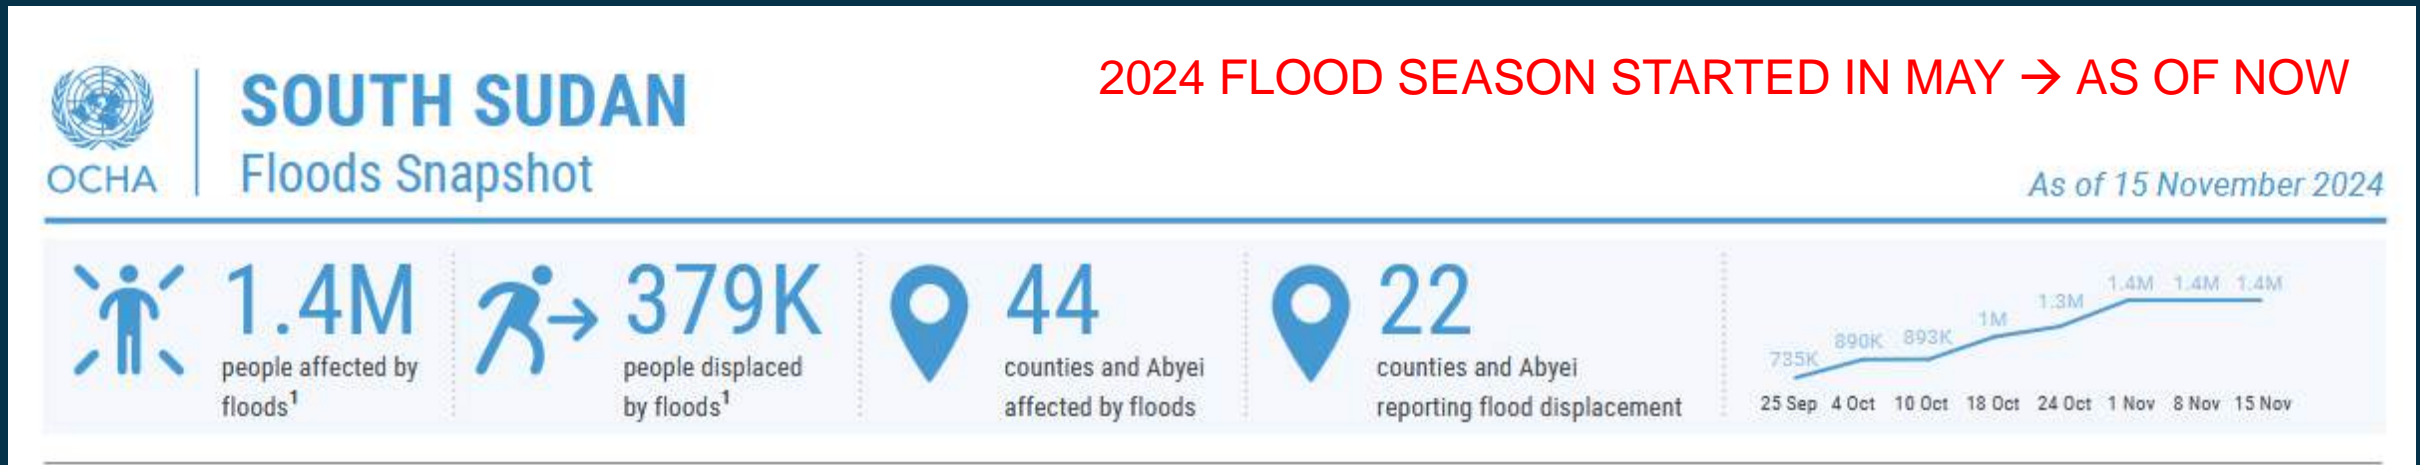 2024 FLOOD SEASON STARTED IN MAY → AS OF NOW
OCHA
SOUTH SUDAN
Floods Snapshot
As of 15 November 2024
1.4M
people affected by
floods¹
379K
people displaced
by floods¹
44
counties and Abyei
affected by floods
22
counties and Abyei
reporting flood displacement
735K 890K 893K 1M 1.3M 1.4M 1.4M 1.4M
25 Sep 4 Oct 10 Oct 18 Oct 24 Oct 1 Nov 8 Nov 15 Nov